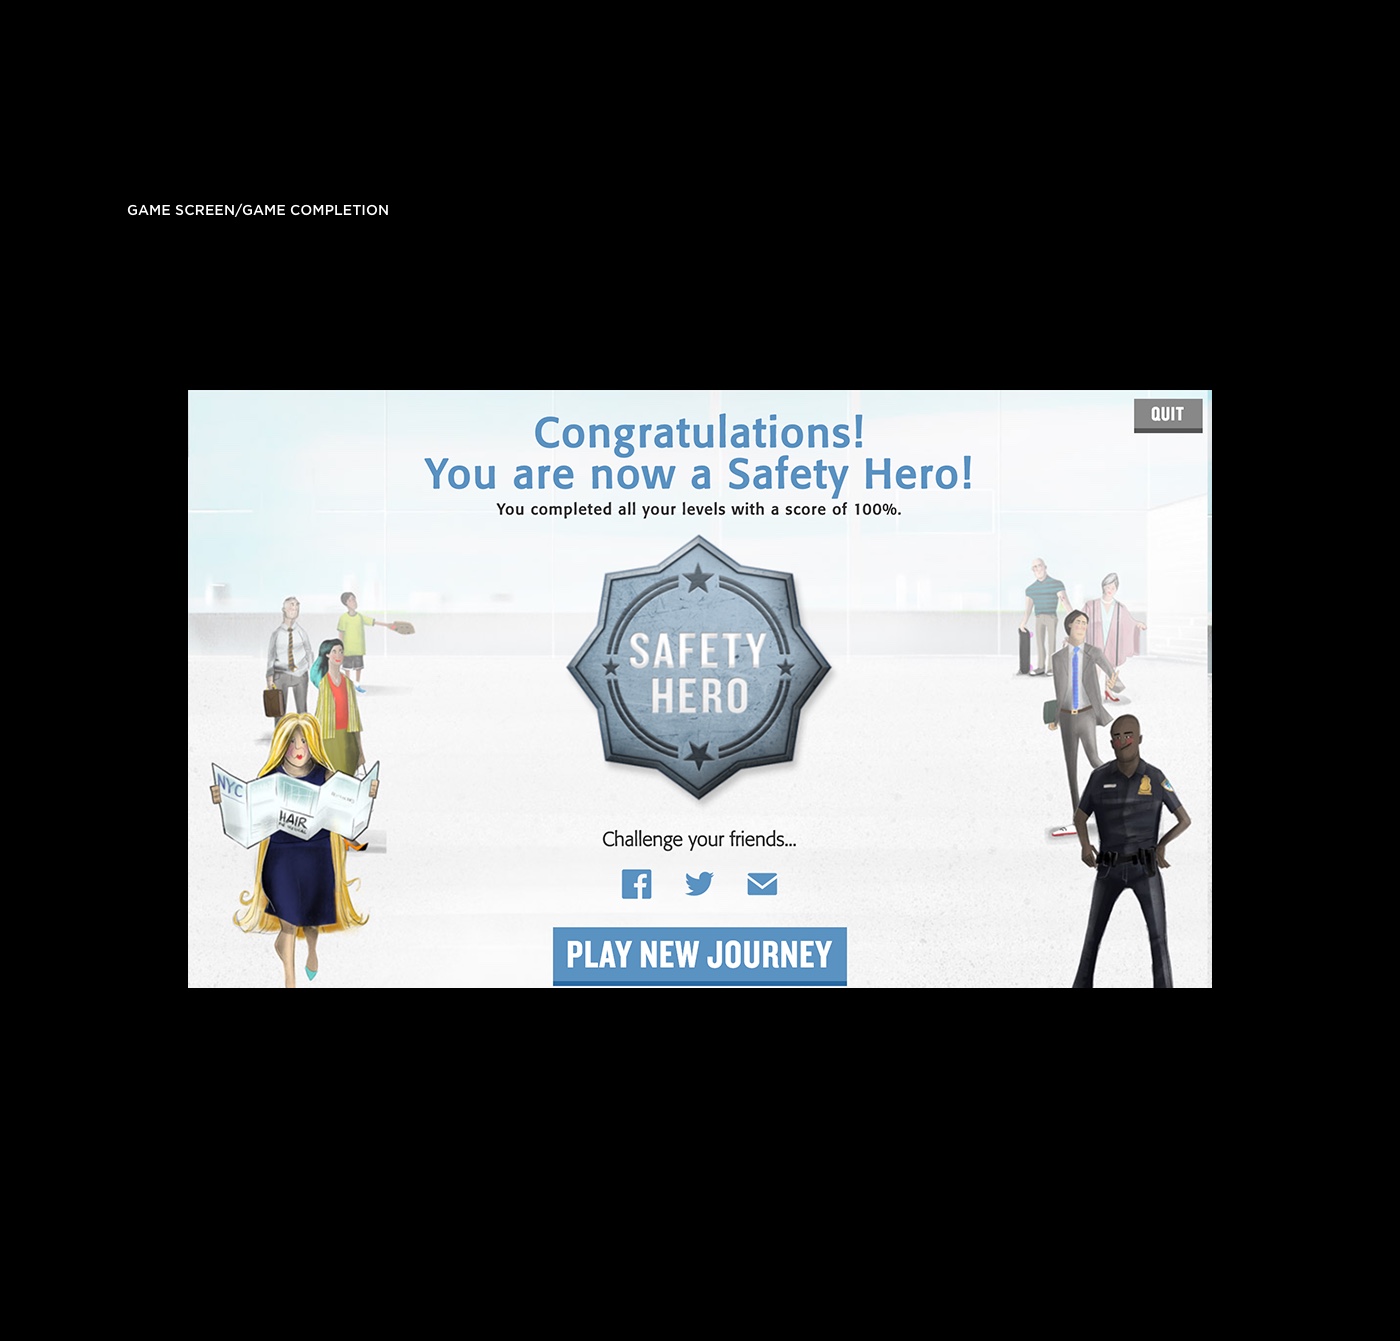 GAME SCREEN/GAME COMPLETION
QUIT
Congratulations!
You are now a Safety Hero!
You completed all your levels with a score of 100%.
SAFETY
HERO
NYC
HAIR
Challenge your friends...
PLAY NEW JOURNEY